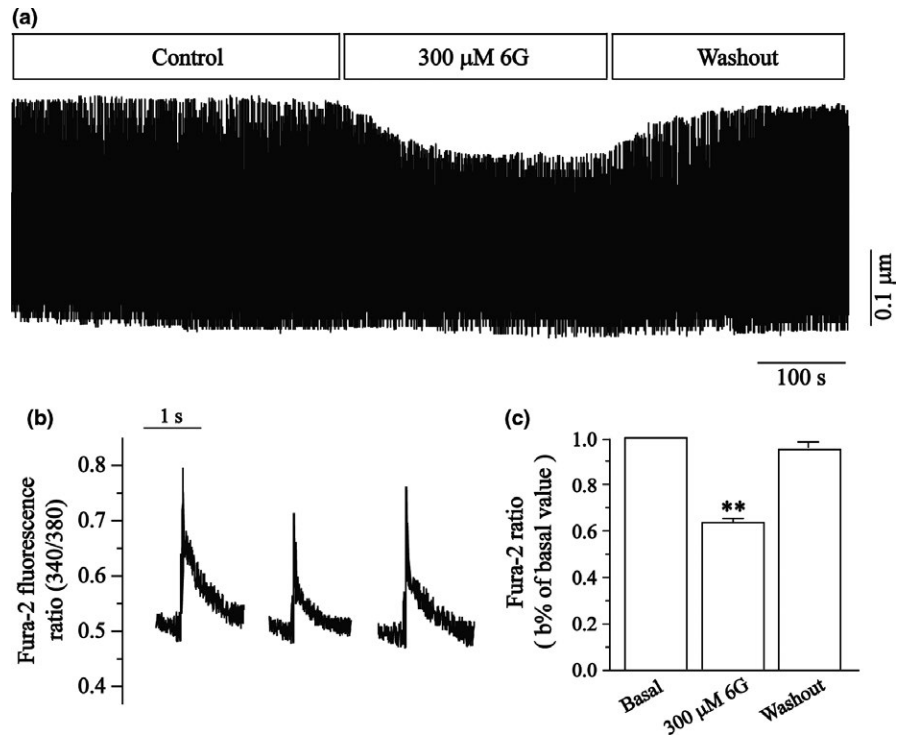 (a)
Control 300 μM 6G Washout
0.1 μm
100 s
(b)
1 s
Fura-2 fluorescence
ratio (340/380)
0.8
0.7
0.6
0.5
0.4
(c)
Fura-2 ratio
( b% of basal value )
1.0
0.8
0.6
0.4
0.2
0.0
**
Basal 300 μM 6G Washout